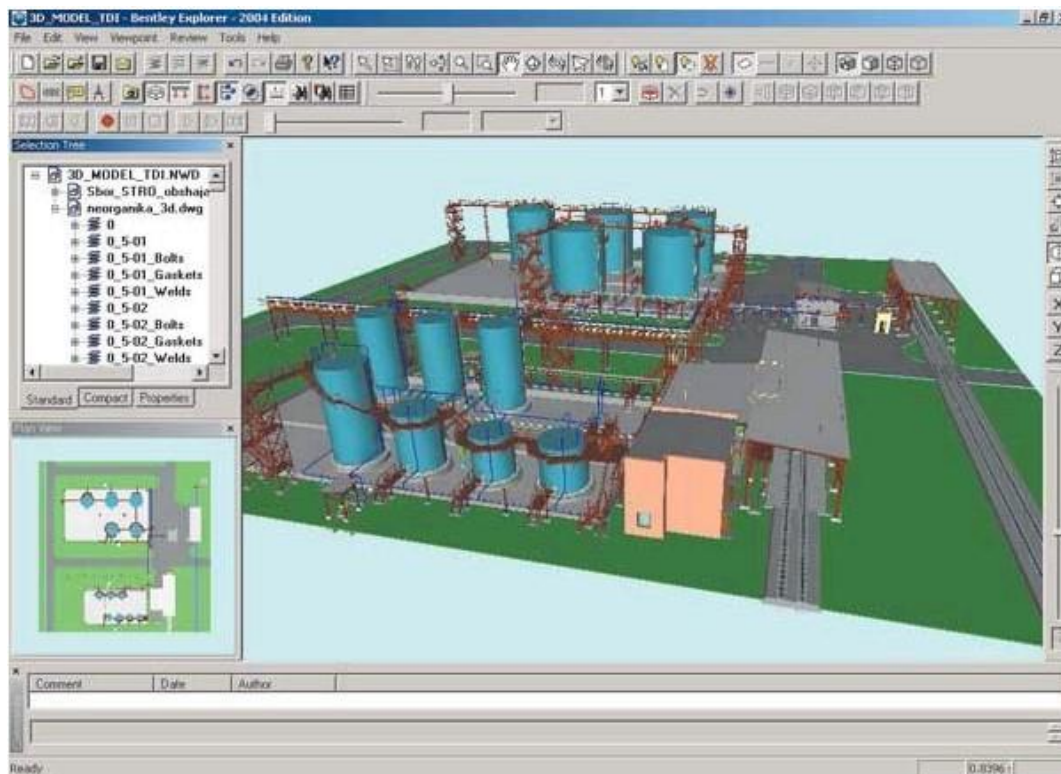 3D_MODEL_TDI - Bentley Explorer - 2004 Edition
File Edit View Viewpoint Review Tools Help
1
Selection Tree
3D_MODEL_TDI.NWD
Sbor_STRO_obshaja
neorganika_3d.dwg
0
0_5-01
0_5-01_Bolts
0_5-01_Gaskets
0_5-01_Welds
0_5-02
0_5-02_Bolts
0_5-02_Gaskets
0_5-02_Welds
Standard Compact Properties
Plan View
Comment Date Author
Ready 0.8396